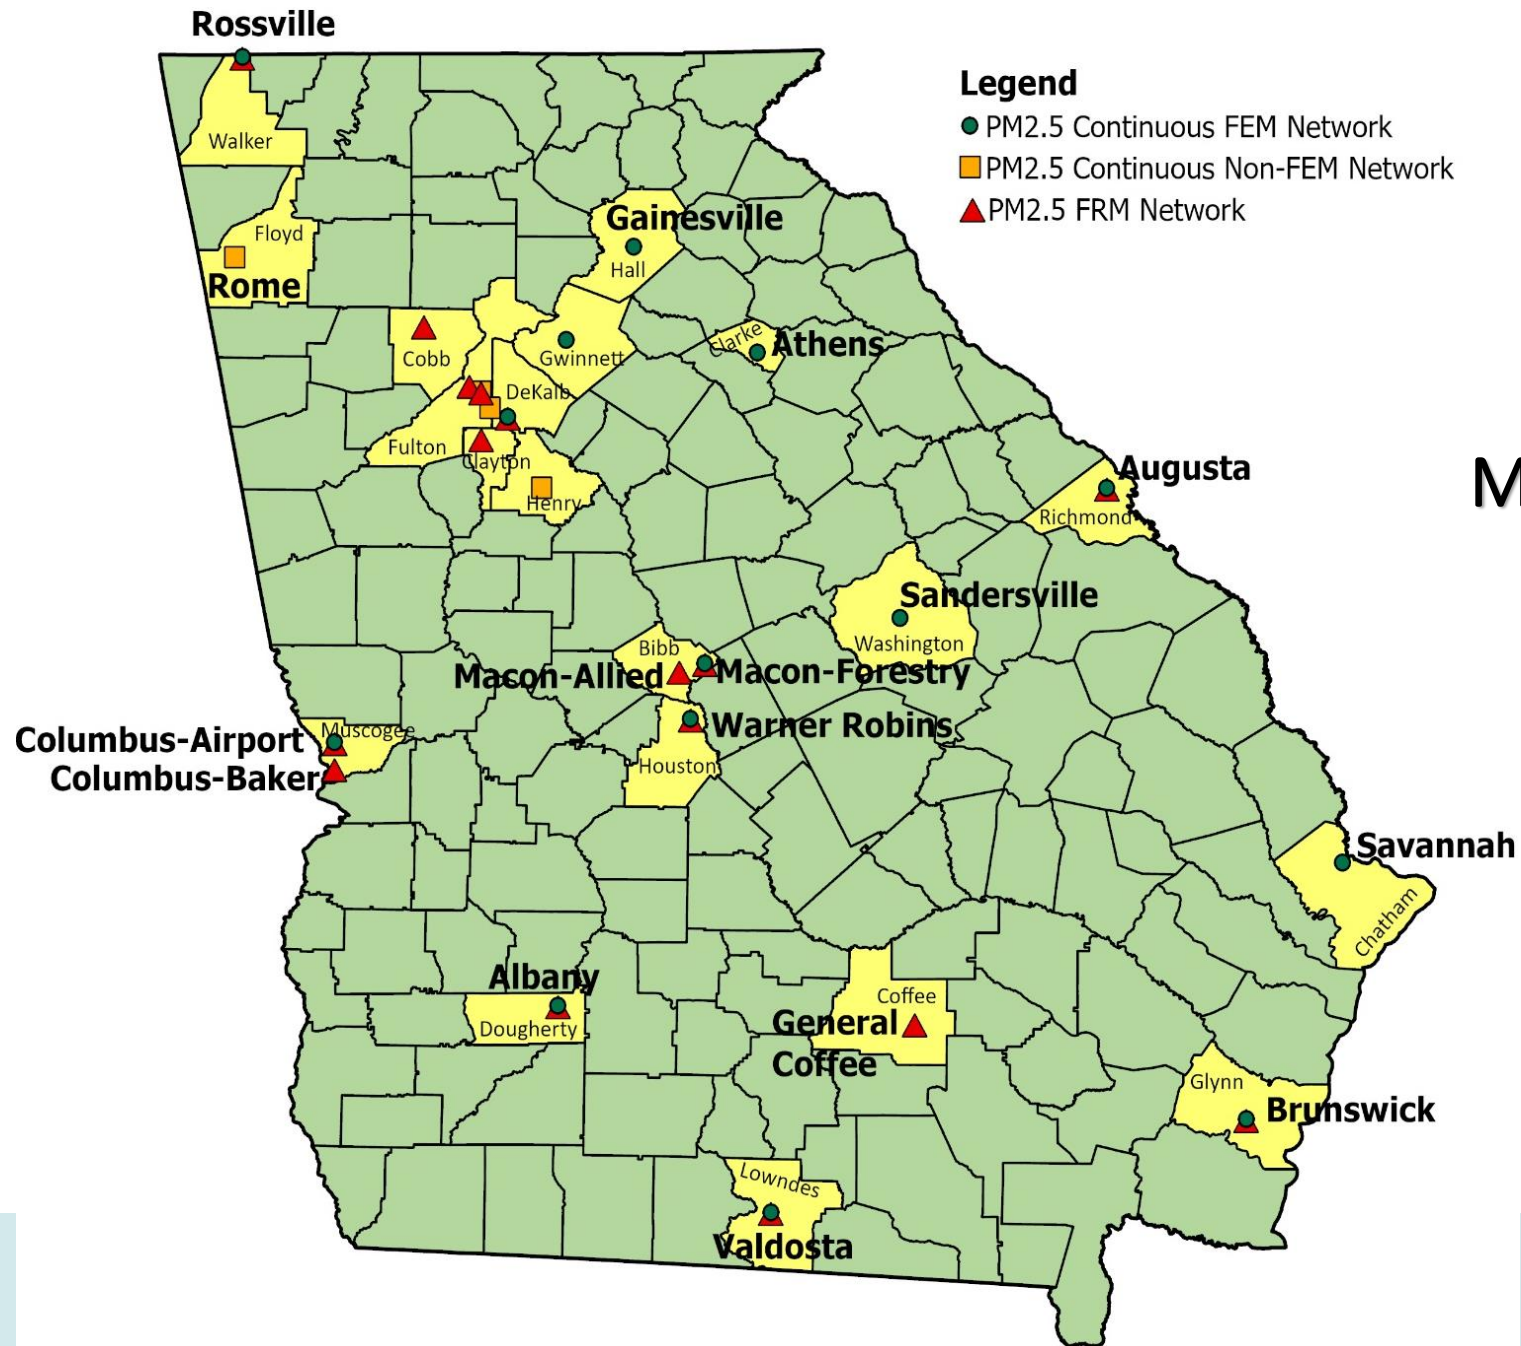 Rossville
Legend
PM2.5 Continuous FEM Network
PM2.5 Continuous Non-FEM Network
PM2.5 FRM Network
Walker
Gainesville
Floyd
Hall
Rome
Clarke
Athens
Cobb
Gwinnett
DeKalb
Fulton
Clayton
Henry
Augusta
Richmond
M
Sandersville
Washington
Bibb
Macon-Allied
Macon-Forestry
Muscogee
Warner Robins
Columbus-Airport
Columbus-Baker
Houston
Savannah
Chatham
Albany
Dougherty
Coffee
General
Coffee
Glynn
Brunswick
Lowndes
Valdosta